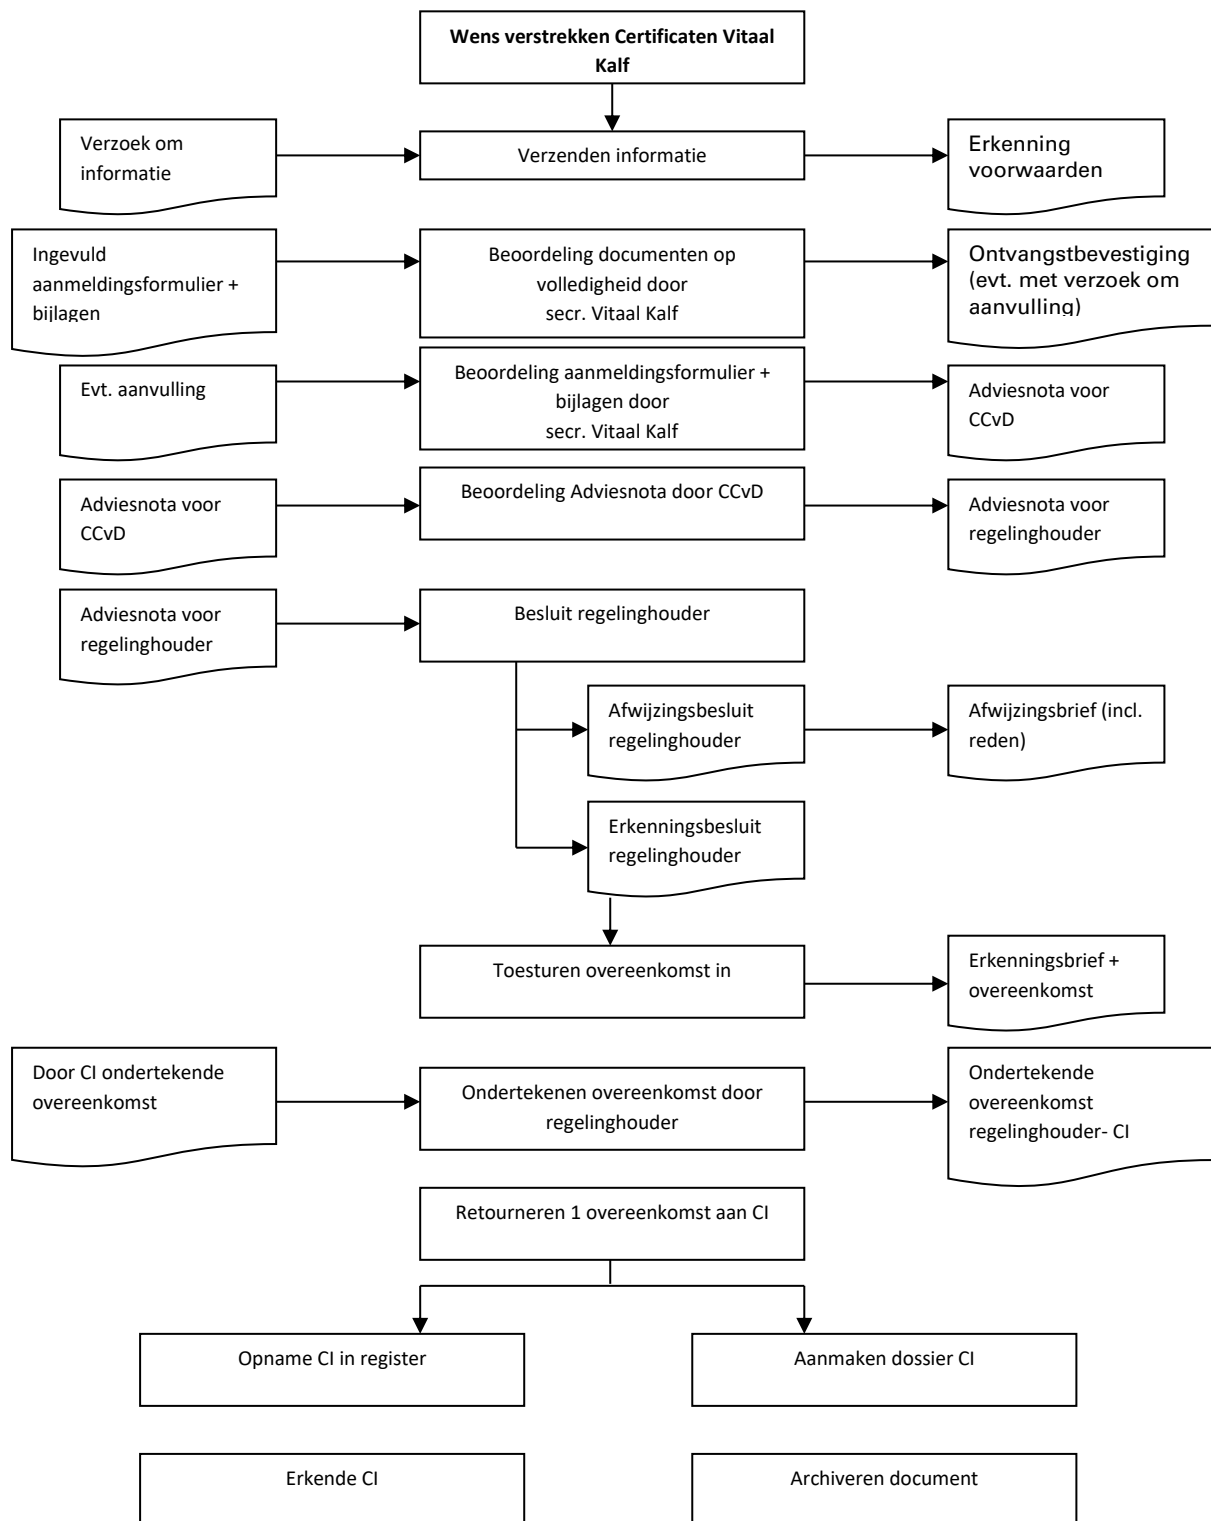 Wens verstrekken Certificaten Vitaal
Kalf
Verzoek om
informatie
Verzenden informatie
Erkenning
voorwaarden
Ingevuld
aanmeldingsformulier +
bijlagen
Beoordeling documenten op
volledigheid door
secr. Vitaal Kalf
Ontvangstbevestiging
(evt. met verzoek om
aanvulling)
Evt. aanvulling
Beoordeling aanmeldingsformulier +
bijlagen door
secr. Vitaal Kalf
Adviesnota voor
CCvD
Adviesnota voor
CCvD
Beoordeling Adviesnota door CCvD
Adviesnota voor
regelinghouder
Adviesnota voor
regelinghouder
Besluit regelinghouder
Afwijzingsbesluit
regelinghouder
Afwijzingsbrief (incl.
reden)
Erkenningsbesluit
regelinghouder
Toesturen overeenkomst in
Erkenningsbrief +
overeenkomst
Door CI ondertekende
overeenkomst
Ondertekenen overeenkomst door
regelinghouder
Ondertekende
overeenkomst
regelinghouder- CI
Retourneren 1 overeenkomst aan CI
Opname CI in register
Aanmaken dossier CI
Erkende CI
Archiveren document